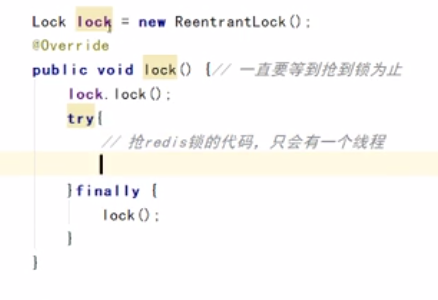 Lock lock = new ReentrantLock();
@Override
public void lock() {// 一直要等到抢到锁为止
lock.lock();
try{
// 抢redis锁的代码，只会有一个线程
}finally {
lock();
}
}